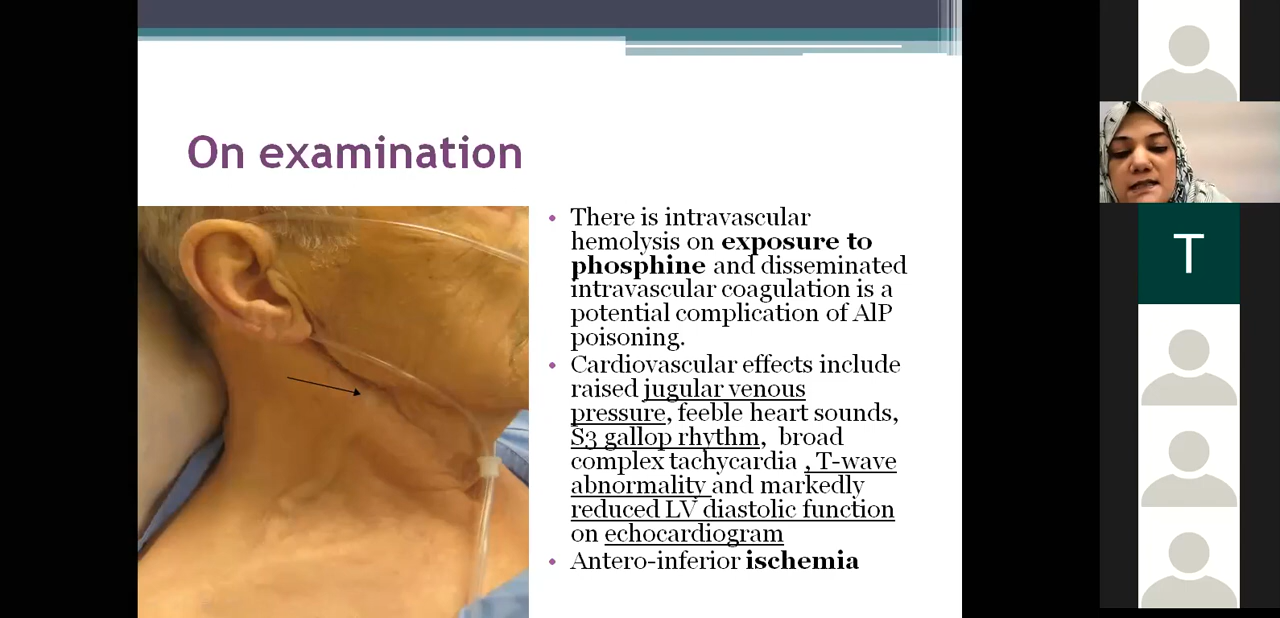 On examination
• There is intravascular
hemolysis on exposure to
phosphine and disseminated
intravascular coagulation is a
potential complication of AlP
poisoning.
• Cardiovascular effects include
raised jugular venous
pressure, feeble heart sounds,
S3 gallop rhythm, broad
complex tachycardia , T-wave
abnormality and markedly
reduced LV diastolic function
on echocardiogram
• Antero-inferior ischemia
T